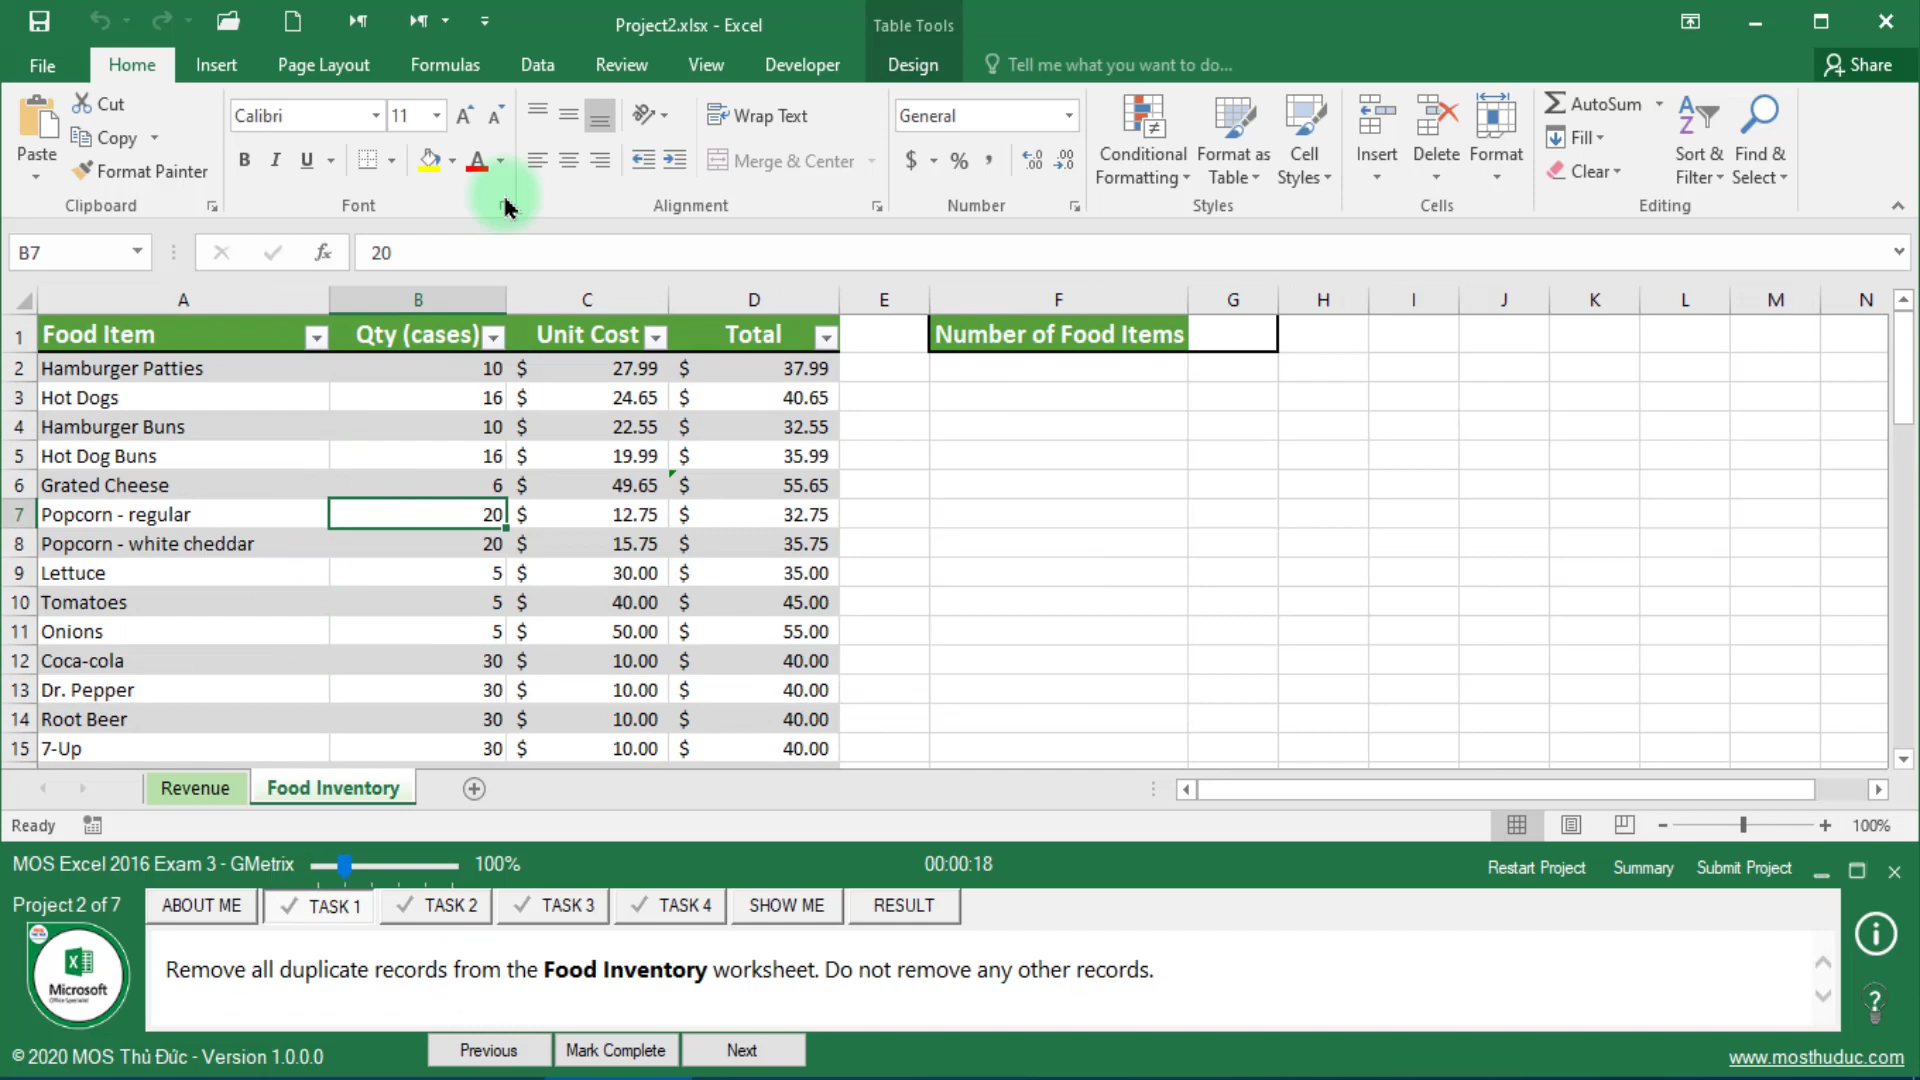 Project2.xlsx - Excel
Table Tools
File Home Insert Page Layout Formulas Data Review View Developer Design Tell me what you want to do... Share
Paste
Cut
Copy
Format Painter
Clipboard
Calibri 11
B I U A
Font
Wrap Text
Merge & Center
Alignment
General
$ %
Number
Conditional Formatting
Format as Table
Cell Styles
Styles
Insert Delete Format
Cells
AutoSum
Fill
Clear
Sort & Filter
Find & Select
Editing
B7 fx 20
A B C D E F G H I J K L M N
1 Food Item Qty (cases) Unit Cost Total Number of Food Items
2 Hamburger Patties 10 $ 27.99 $ 37.99
3 Hot Dogs 16 $ 24.65 $ 40.65
4 Hamburger Buns 10 $ 22.55 $ 32.55
5 Hot Dog Buns 16 $ 19.99 $ 35.99
6 Grated Cheese 6 $ 49.65 $ 55.65
7 Popcorn - regular 20 $ 12.75 $ 32.75
8 Popcorn - white cheddar 20 $ 15.75 $ 35.75
9 Lettuce 5 $ 30.00 $ 35.00
10 Tomatoes 5 $ 40.00 $ 45.00
11 Onions 5 $ 50.00 $ 55.00
12 Coca-cola 30 $ 10.00 $ 40.00
13 Dr. Pepper 30 $ 10.00 $ 40.00
14 Root Beer 30 $ 10.00 $ 40.00
15 7-Up 30 $ 10.00 $ 40.00
Revenue Food Inventory
Ready 100%
MOS Excel 2016 Exam 3 - GMetrix 100% 00:00:18 Restart Project Summary Submit Project
Project 2 of 7 ABOUT ME TASK 1 TASK 2 TASK 3 TASK 4 SHOW ME RESULT
Microsoft
Office Specialist
Remove all duplicate records from the Food Inventory worksheet. Do not remove any other records.
Previous Mark Complete Next
© 2020 MOS Thủ Đức - Version 1.0.0.0
www.mosthuduc.com